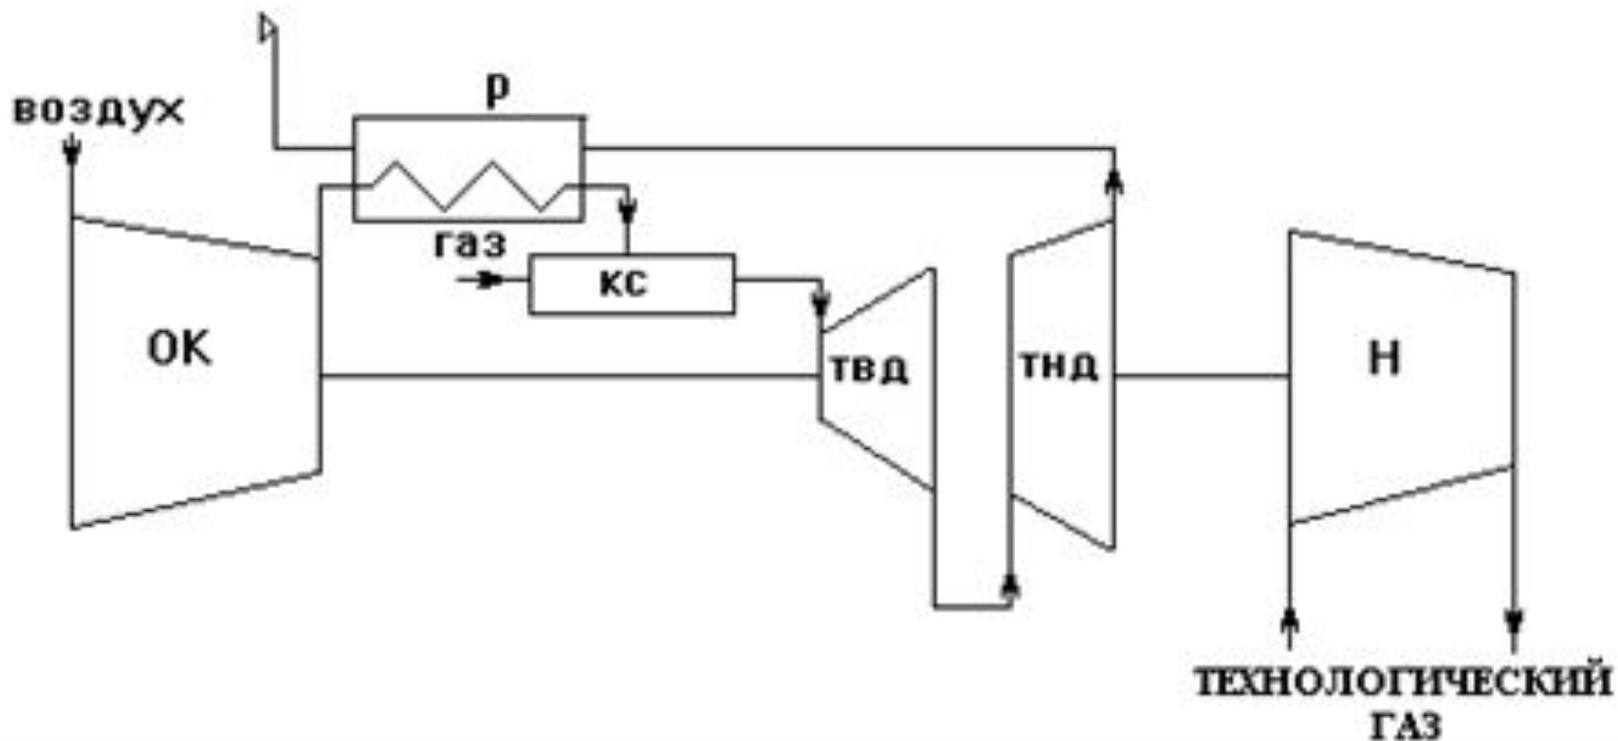 воздух
р
газ
кс
ОК
ТВД
ТНД
Н
ТЕХНОЛОГИЧЕСКИЙ
ГАЗ